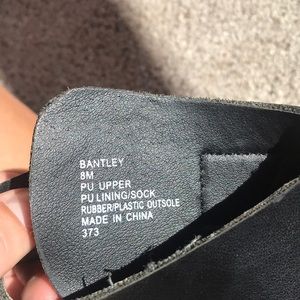 BANTLEY
8M
PU UPPER
PU LINING/SOCK
RUBBER/PLASTIC OUTSOLE
MADE IN CHINA
373